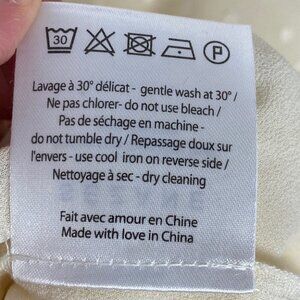 30
P
Lavage à 30° délicat - gentle wash at 30° /
Ne pas chlorer- do not use bleach /
Pas de séchage en machine -
do not tumble dry / Repassage doux sur
l'envers - use cool iron on reverse side /
Nettoyage à sec - dry cleaning
Fait avec amour en Chine
Made with love in China